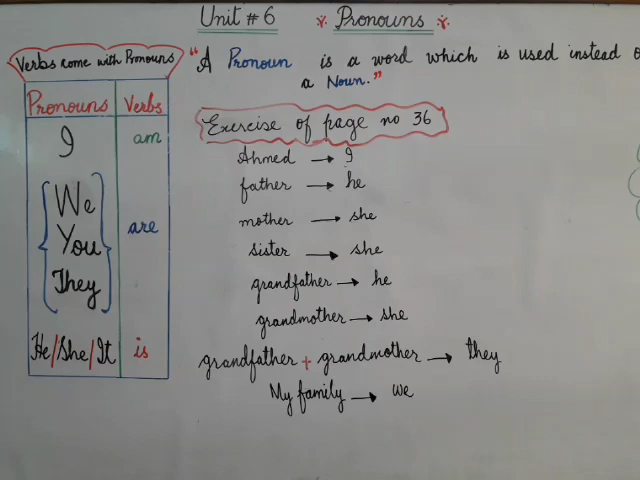 Unit # 6 Pronouns
"A Pronoun is a word which is used instead
a Noun."
Verbs come with Pronouns
Pronouns Verbs
I am
We
You are
They
He/She/It is
Exercise of page no 36
Ahmed → I
father → he
mother → she
sister → she
grandfather → he
grandmother → she
grandfather + grandmother → they
My family → we